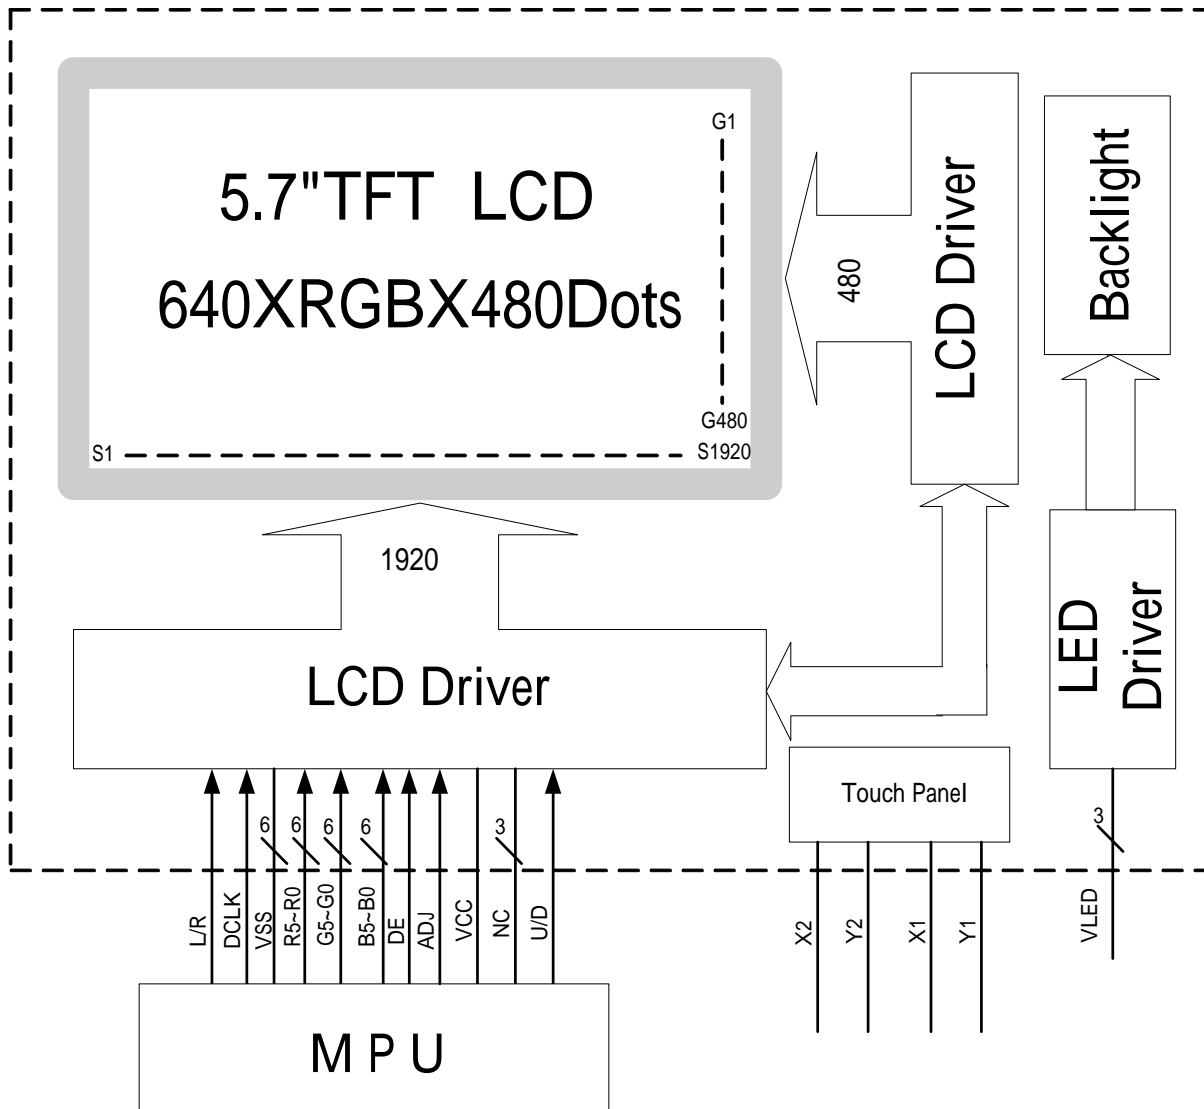 G1
5.7"TFT LCD
640XRGBX480Dots
G480
S1
S1920
480
LCD Driver
Backlight
1920
LCD Driver
LED
Driver
Touch Panel
6
6
6
6
3
3
L/R
DCLK
VSS
R5~R0
G5~G0
B5~B0
DE
ADJ
VCC
NC
U/D
X2
Y2
X1
Y1
VLED
M P U